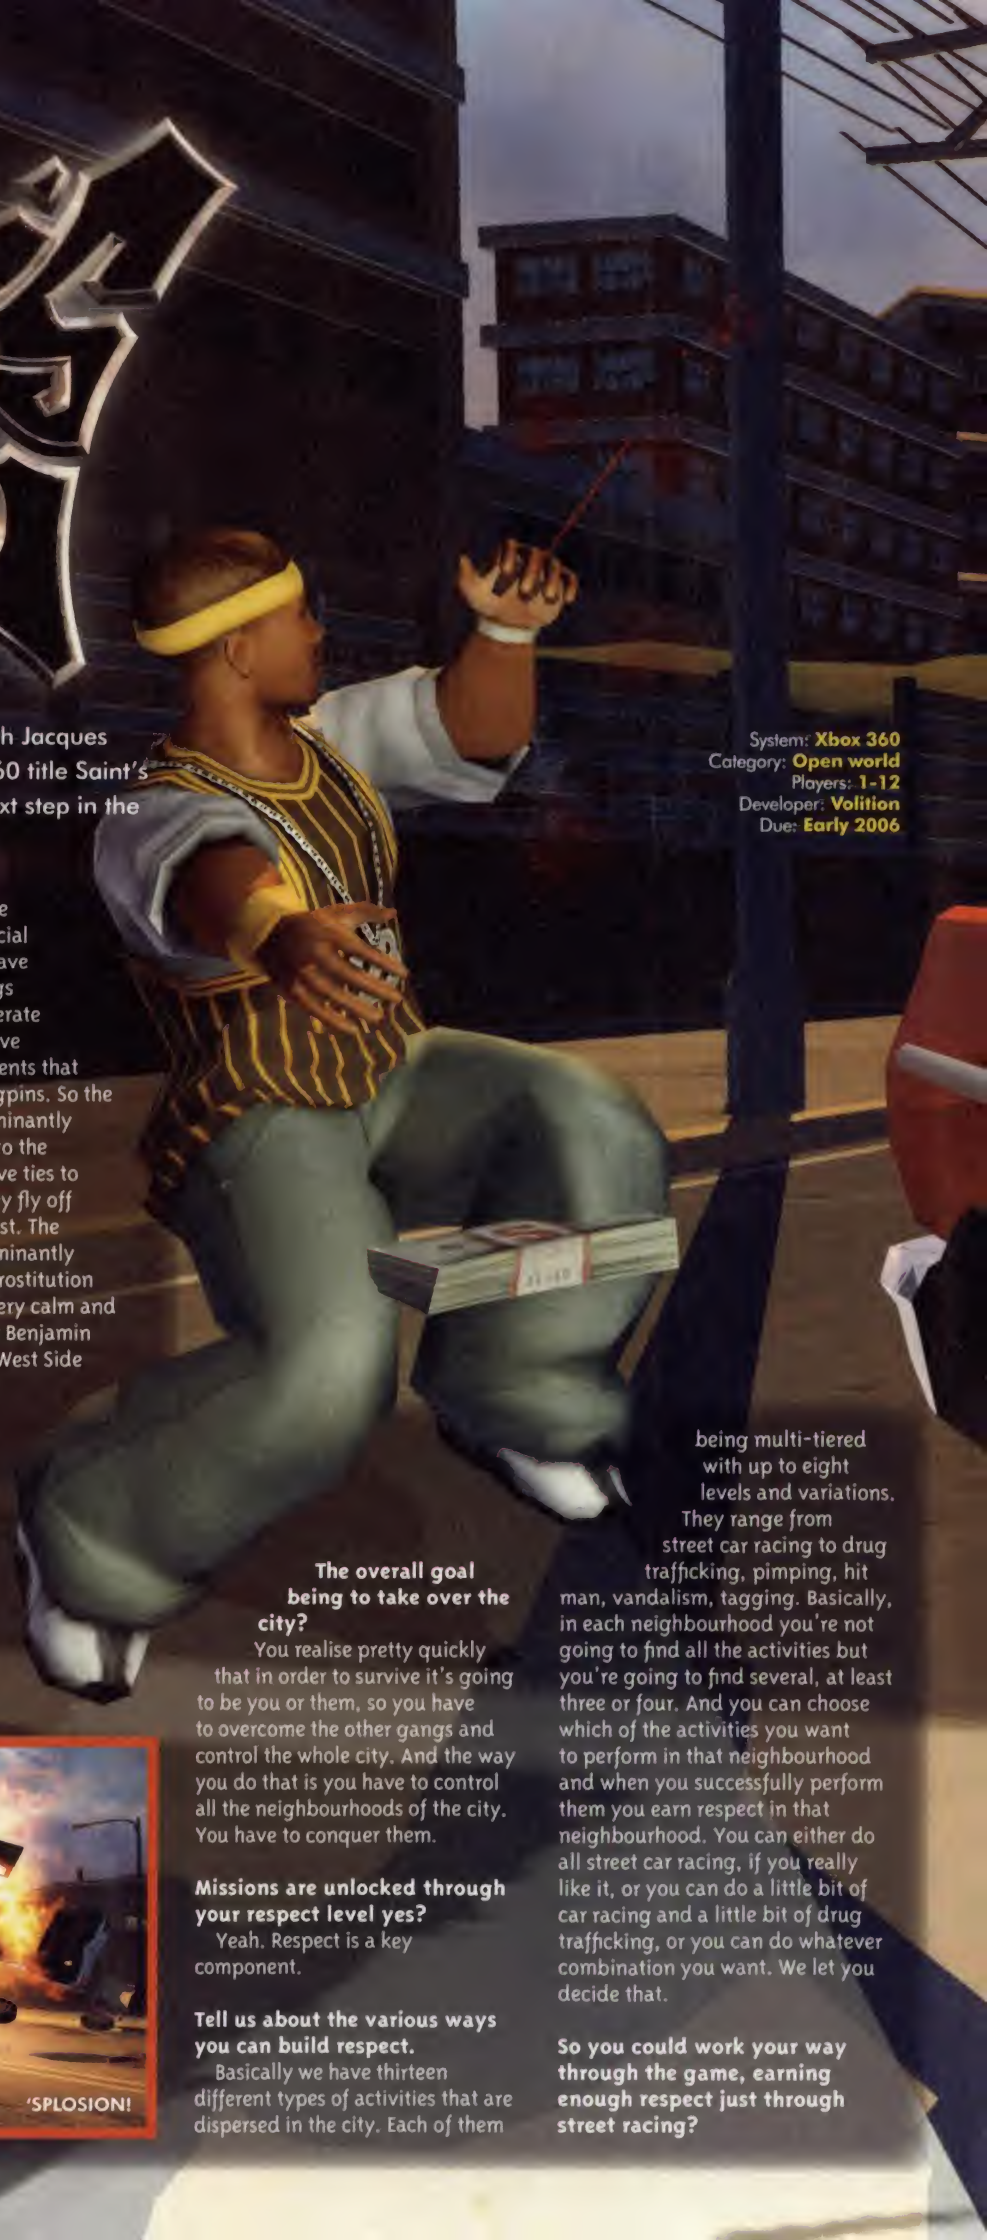 h Jacques
60 title Saint's
xt step in the
System: Xbox 360
Category: Open world
Players: 1-12
Developer: Volition
Due: Early 2006
e
cial
ave
gs
erate
ve
ents that
gpins. So the
minantly
o the
ve ties to
y fly off
st. The
minantly
rostitution
ery calm and
Benjamin
West Side
'SPLOSION!
The overall goal
being to take over the
city?
You realise pretty quickly
that in order to survive it's going
to be you or them, so you have
to overcome the other gangs and
control the whole city. And the way
you do that is you have to control
all the neighbourhoods of the city.
You have to conquer them.
Missions are unlocked through
your respect level yes?
Yeah. Respect is a key
component.
Tell us about the various ways
you can build respect.
Basically we have thirteen
different types of activities that are
dispersed in the city. Each of them
being multi-tiered
with up to eight
levels and variations.
They range from
street car racing to drug
trafficking, pimping, hit
man, vandalism, tagging. Basically,
in each neighbourhood you're not
going to find all the activities but
you're going to find several, at least
three or four. And you can choose
which of the activities you want
to perform in that neighbourhood
and when you successfully perform
them you earn respect in that
neighbourhood. You can either do
all street car racing, if you really
like it, or you can do a little bit of
car racing and a little bit of drug
trafficking, or you can do whatever
combination you want. We let you
decide that.
So you could work your way
through the game, earning
enough respect just through
street racing?